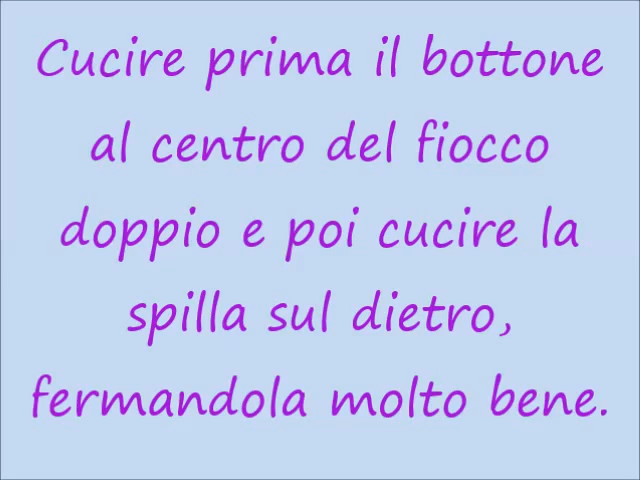 Cucire prima il bottone
al centro del fiocco
doppio e poi cucire la
spilla sul dietro,
fermandola molto bene.